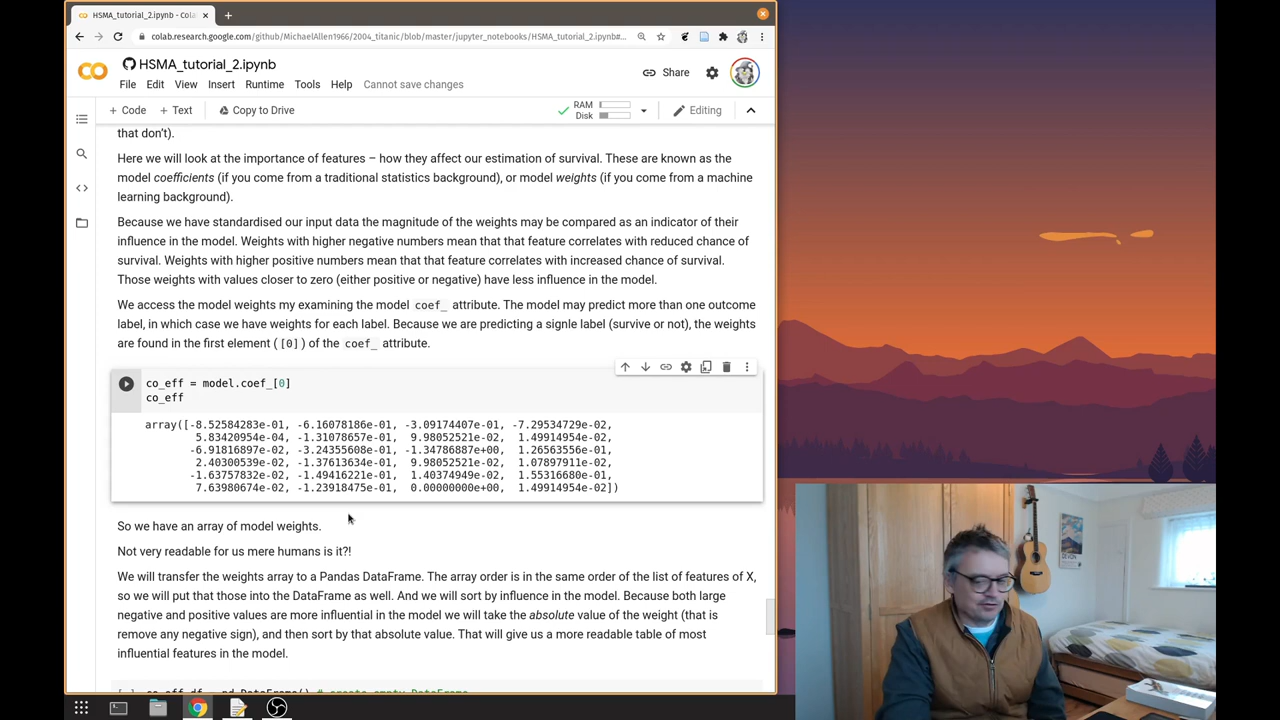 HSMA_tutorial_2.ipynb - Cola
colab.research.google.com/github/MichaelAllen1966/2004_titanic/blob/master/jupyter_notebooks/HSMA_tutorial_2.ipynb#...
HSMA_tutorial_2.ipynb
Share
File Edit View Insert Runtime Tools Help Cannot save changes
+ Code + Text Copy to Drive RAM Disk Editing
that don’t).
Here we will look at the importance of features – how they affect our estimation of survival. These are known as the
model coefficients (if you come from a traditional statistics background), or model weights (if you come from a machine
learning background).
Because we have standardised our input data the magnitude of the weights may be compared as an indicator of their
influence in the model. Weights with higher negative numbers mean that that feature correlates with reduced chance of
survival. Weights with higher positive numbers mean that that feature correlates with increased chance of survival.
Those weights with values closer to zero (either positive or negative) have less influence in the model.
We access the model weights my examining the model coef_ attribute. The model may predict more than one outcome
label, in which case we have weights for each label. Because we are predicting a signle label (survive or not), the weights
are found in the first element ([0]) of the coef_ attribute.
co_eff = model.coef_[0]
co_eff
array([-8.52584283e-01, -6.16078186e-01, -3.09174407e-01, -7.29534729e-02,
5.83420954e-04, -1.31078657e-01, 9.98052521e-02, 1.49914954e-02,
-6.91816897e-02, -3.24355608e-01, -1.34786887e+00, 1.26563556e-01,
2.40300539e-02, -1.37613634e-01, 9.98052521e-02, 1.07897911e-02,
-1.63757832e-02, -1.49416221e-01, 1.40374949e-02, 1.55316680e-01,
7.63980674e-02, -1.23918475e-01, 0.00000000e+00, 1.49914954e-02])
So we have an array of model weights.
Not very readable for us mere humans is it?!
We will transfer the weights array to a Pandas DataFrame. The array order is in the same order of the list of features of X,
so we will put that those into the DataFrame as well. And we will sort by influence in the model. Because both large
negative and positive values are more influential in the model we will take the absolute value of the weight (that is
remove any negative sign), and then sort by that absolute value. That will give us a more readable table of most
influential features in the model.
[ ] co_eff_df = pd.DataFrame() # create empty DataFrame
DEVON